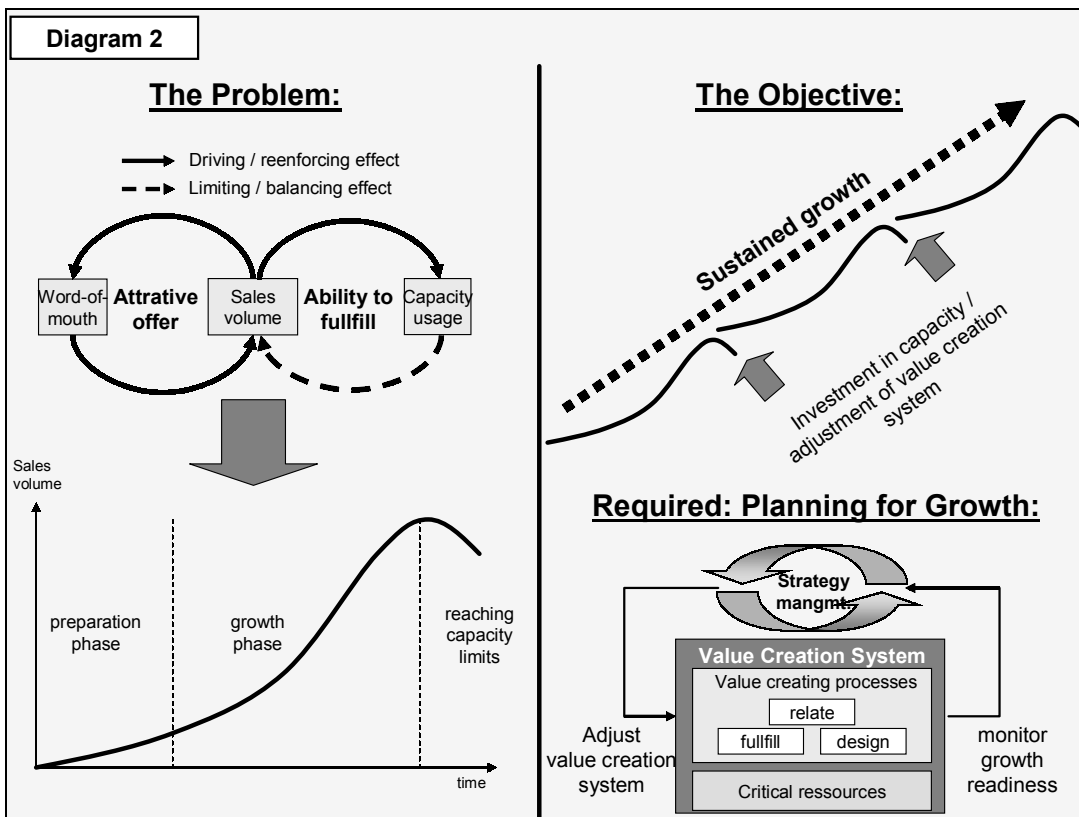 Diagram 2
The Problem:
Driving / reenforcing effect
Limiting / balancing effect
Word-of-
mouth
Attrative
offer
Sales
volume
Ability to
fullfill
Capacity
usage
Sales
volume
preparation
phase
growth
phase
reaching
capacity
limits
time
The Objective:
Sustained growth
Investment in capacity /
adjustment of value creation
system
Required: Planning for Growth:
Strategy
mangmt.
Value Creation System
Value creating processes
relate
fullfill
design
Critical ressources
Adjust
value creation
system
monitor
growth
readiness